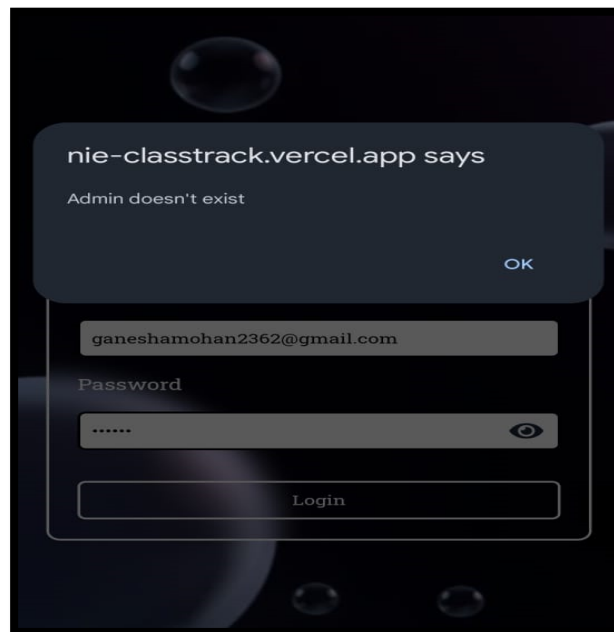 nie-classtrack.vercel.app says
Admin doesn't exist
OK
ganeshamohan2362@gmail.com
Password
••••••
Login